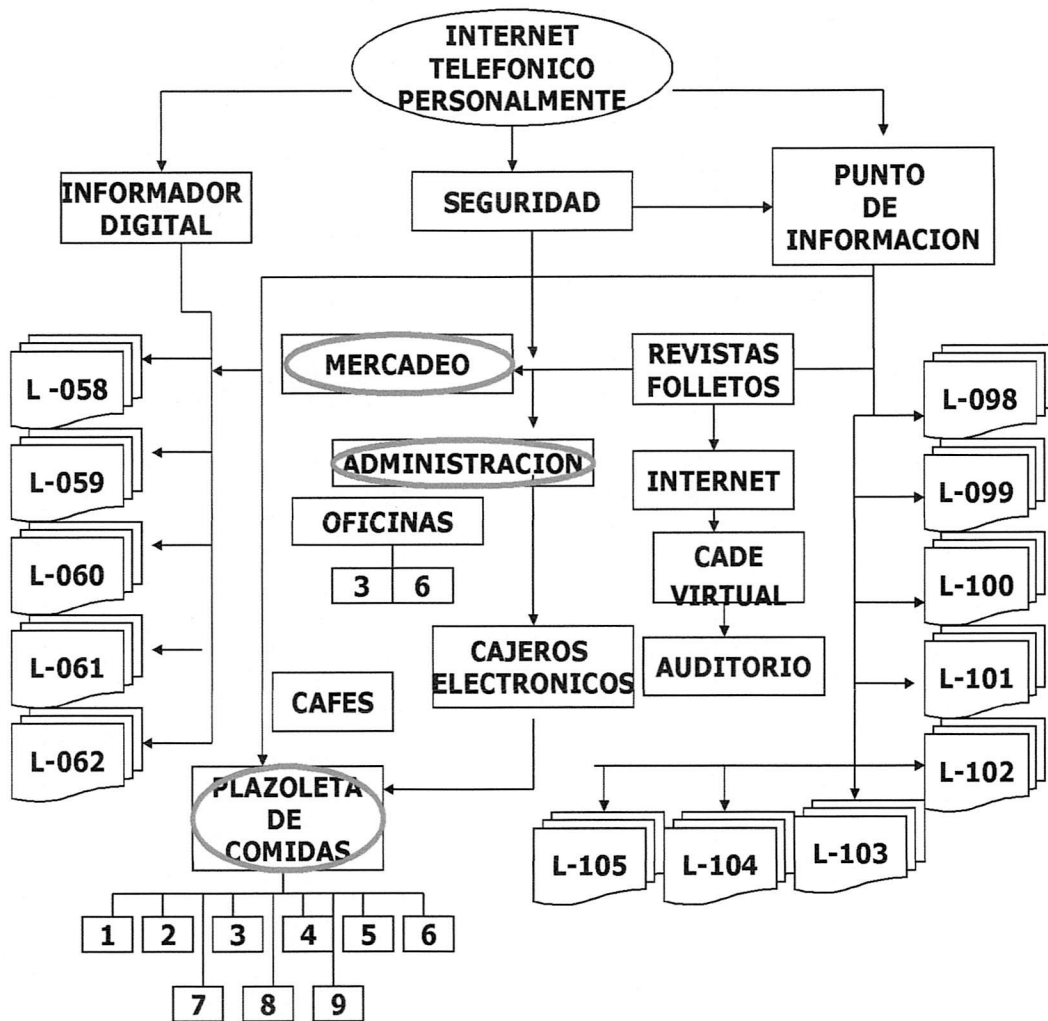 INTERNET
TELEFONICO
PERSONALMENTE
INFORMADOR
DIGITAL
SEGURIDAD
PUNTO
DE
INFORMACION
MERCADEO
REVISTAS
FOLLETOS
L -058
L-059
L-060
L-061
L-062
ADMINISTRACION
INTERNET
OFICINAS
3 6
CADE
VIRTUAL
CAJEROS
ELECTRONICOS
AUDITORIO
CAFES
L-098
L-099
L-100
L-101
L-102
L-103
L-104
L-105
PLAZOLETA
DE
COMIDAS
1 2 3 4 5 6
7 8 9